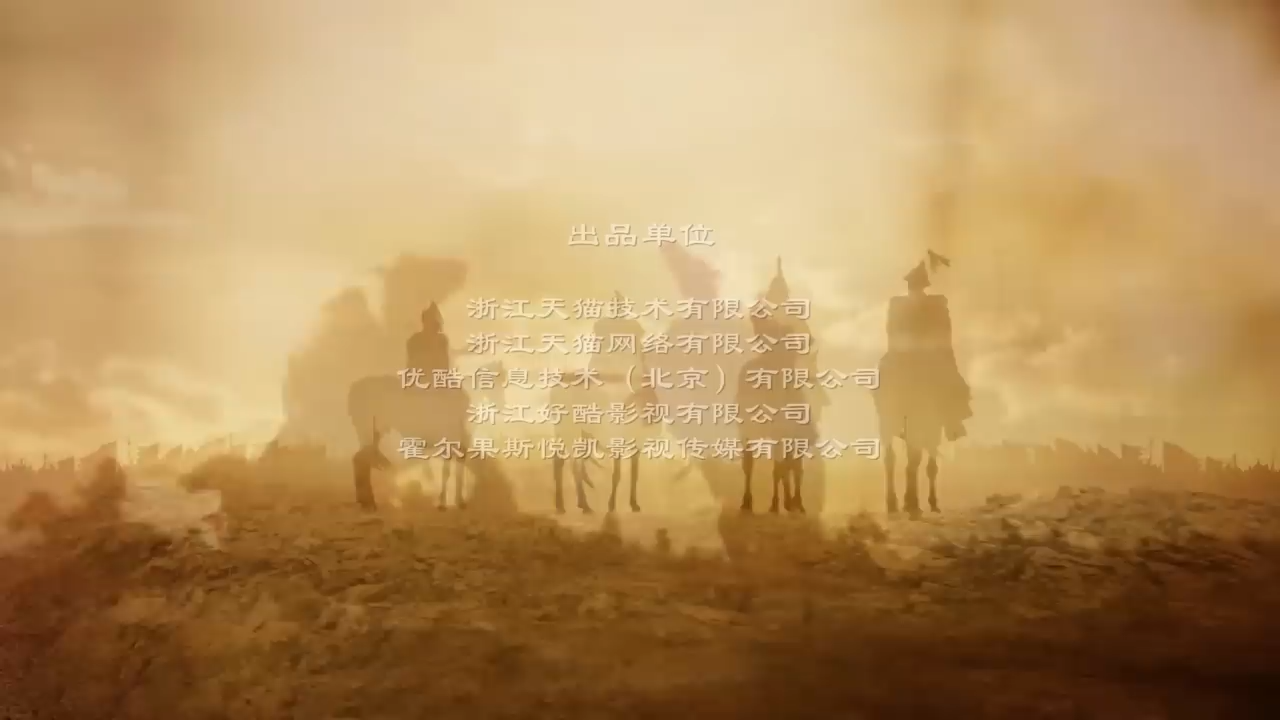 出品单位
浙江天猫技术有限公司
浙江天猫网络有限公司
优酷信息技术（北京）有限公司
浙江好酷影视有限公司
霍尔果斯悦凯影视传媒有限公司